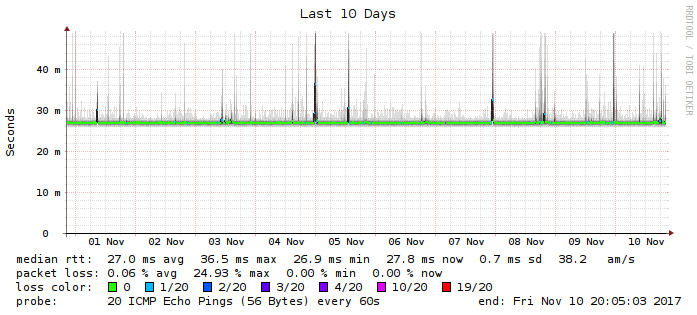 Last 10 Days
RRDTOOL / TOBI OETIKER
Seconds
40 m
30 m
20 m
10 m
0
01 Nov 02 Nov 03 Nov 04 Nov 05 Nov 06 Nov 07 Nov 08 Nov 09 Nov 10 Nov
median rtt: 27.0 ms avg 36.5 ms max 26.9 ms min 27.8 ms now 0.7 ms sd 38.2 am/s
packet loss: 0.06 % avg 24.93 % max 0.00 % min 0.00 % now
loss color: 0 1/20 2/20 3/20 4/20 10/20 19/20
probe: 20 ICMP Echo Pings (56 Bytes) every 60s end: Fri Nov 10 20:05:03 2017